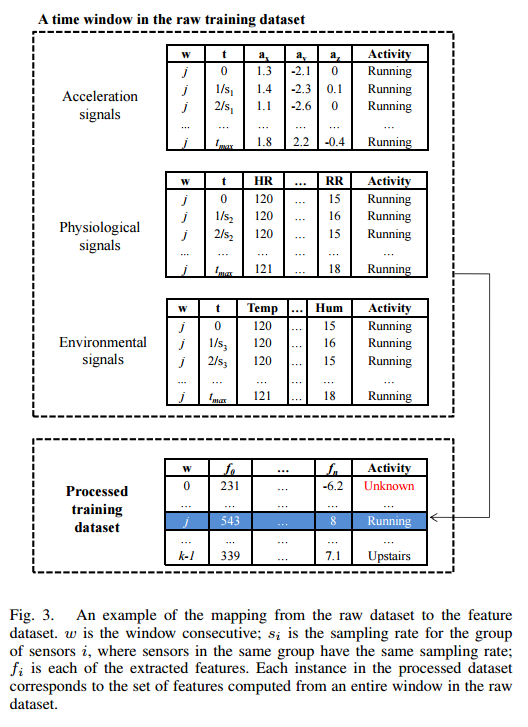 A time window in the raw training dataset
Acceleration signals
w t aₓ aᵧ a_z Activity
j 0 1.3 -2.1 0 Running
j 1/s₁ 1.4 -2.3 0.1 Running
j 2/s₁ 1.1 -2.6 0 Running
... ... ... ... ... ...
j tₘₐₓ 1.8 2.2 -0.4 Running
Physiological signals
w t HR ... RR Activity
j 0 120 ... 15 Running
j 1/s₂ 120 ... 16 Running
j 2/s₂ 120 ... 15 Running
... ... ... ... ... ...
j tₘₐₓ 121 ... 18 Running
Environmental signals
w t Temp ... Hum Activity
j 0 120 ... 15 Running
j 1/s₃ 120 ... 16 Running
j 2/s₃ 120 ... 15 Running
... ... ... ... ... ...
j tₘₐₓ 121 ... 18 Running
Processed training dataset
w f₀ ... fₙ Activity
0 231 ... -6.2 Unknown
... ... ... ... ...
j 543 ... 8 Running
... ... ... ... ...
k-1 339 ... 7.1 Upstairs
Fig. 3. An example of the mapping from the raw dataset to the feature
dataset. w is the window consecutive; sᵢ is the sampling rate for the group
of sensors i, where sensors in the same group have the same sampling rate;
fᵢ is each of the extracted features. Each instance in the processed dataset
corresponds to the set of features computed from an entire window in the raw
dataset.